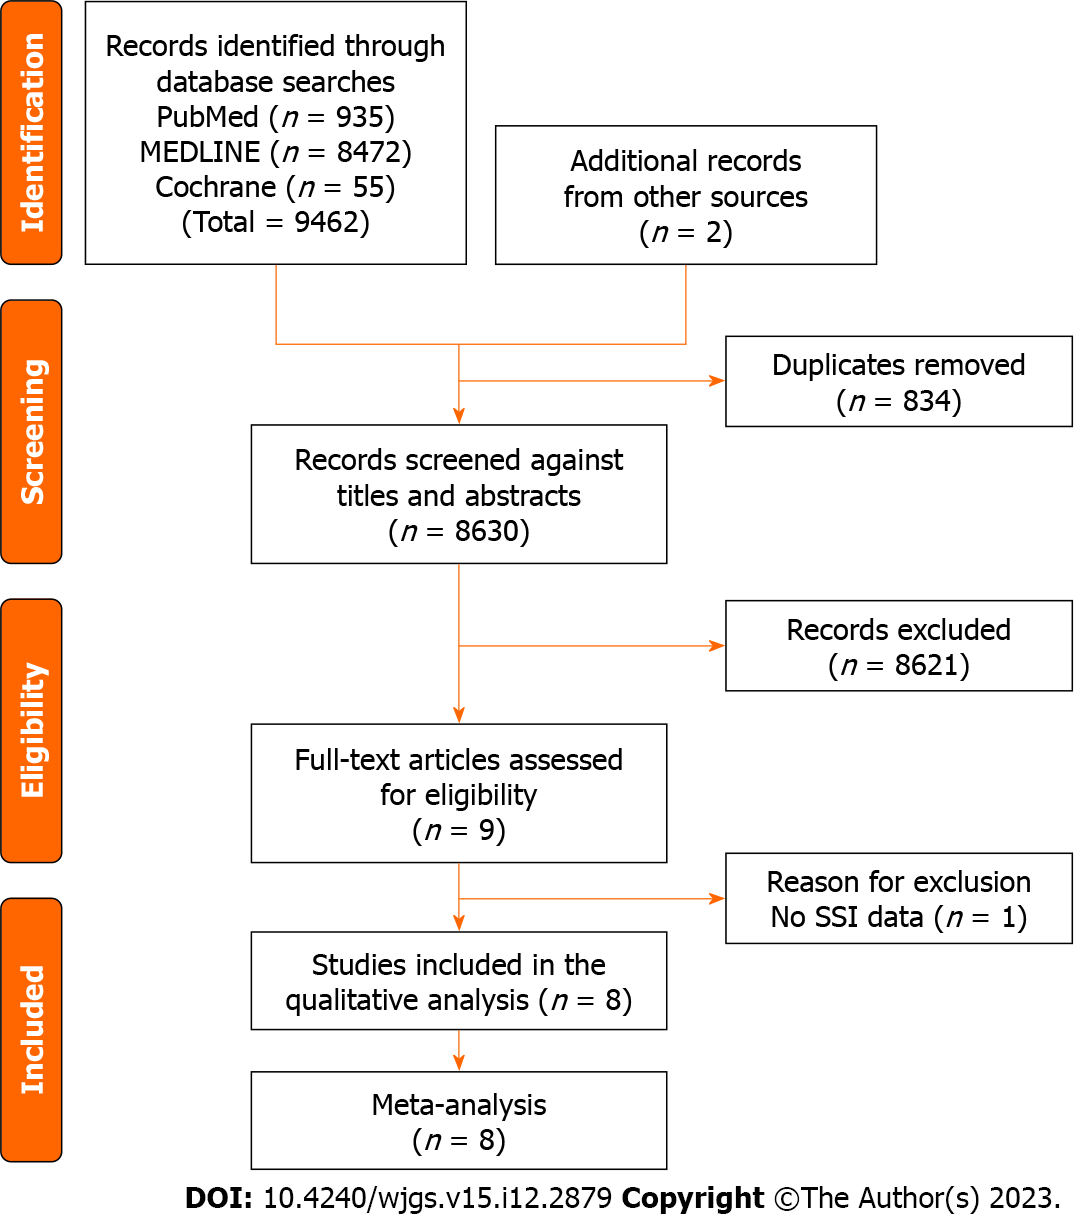 Identification
Records identified through
database searches
PubMed (n = 935)
MEDLINE (n = 8472)
Cochrane (n = 55)
(Total = 9462)
Additional records
from other sources
(n = 2)
Screening
Duplicates removed
(n = 834)
Records screened against
titles and abstracts
(n = 8630)
Eligibility
Records excluded
(n = 8621)
Full-text articles assessed
for eligibility
(n = 9)
Reason for exclusion
No SSI data (n = 1)
Included
Studies included in the
qualitative analysis (n = 8)
Meta-analysis
(n = 8)
DOI: 10.4240/wjgs.v15.i12.2879 Copyright ©The Author(s) 2023.